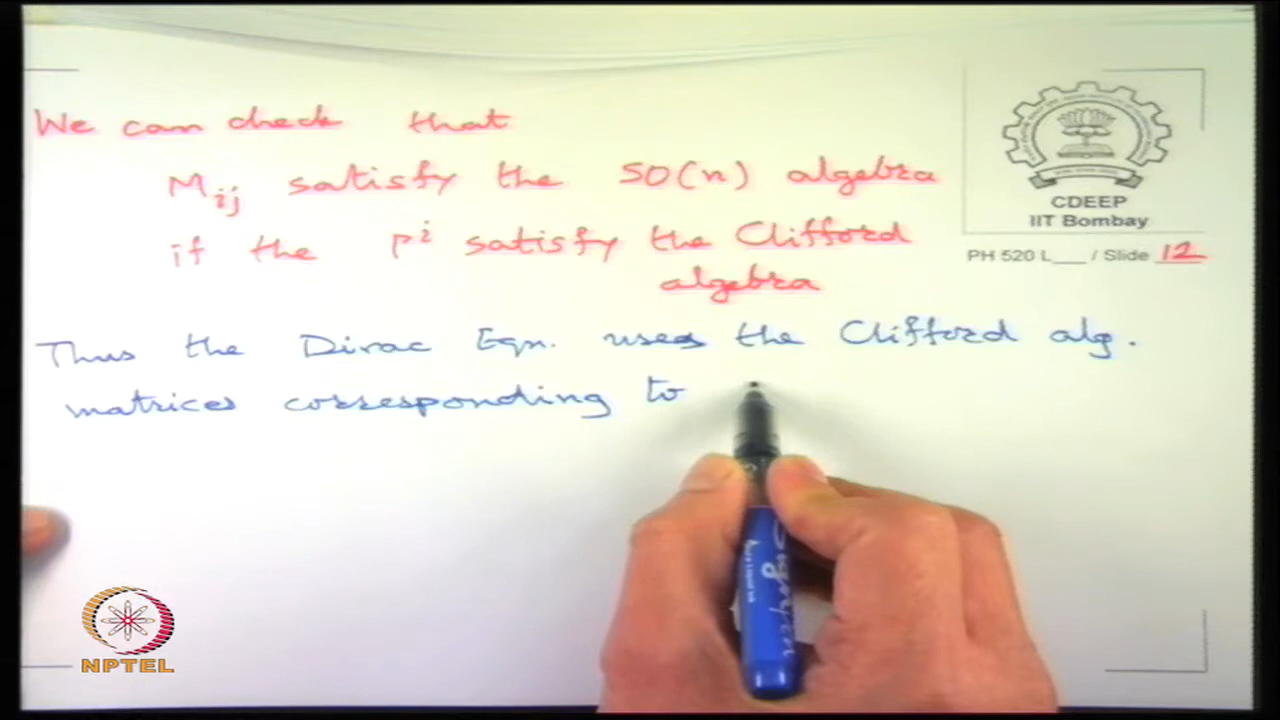 We can check that
M_ij satisfy the SO(n) algebra
if the Γ^i satisfy the Clifford
algebra
CDEEP
IIT Bombay
PH 520 L___ / Slide 12
Thus the Dirac Eqn. uses the Clifford alg.
matrices corresponding to
NPTEL